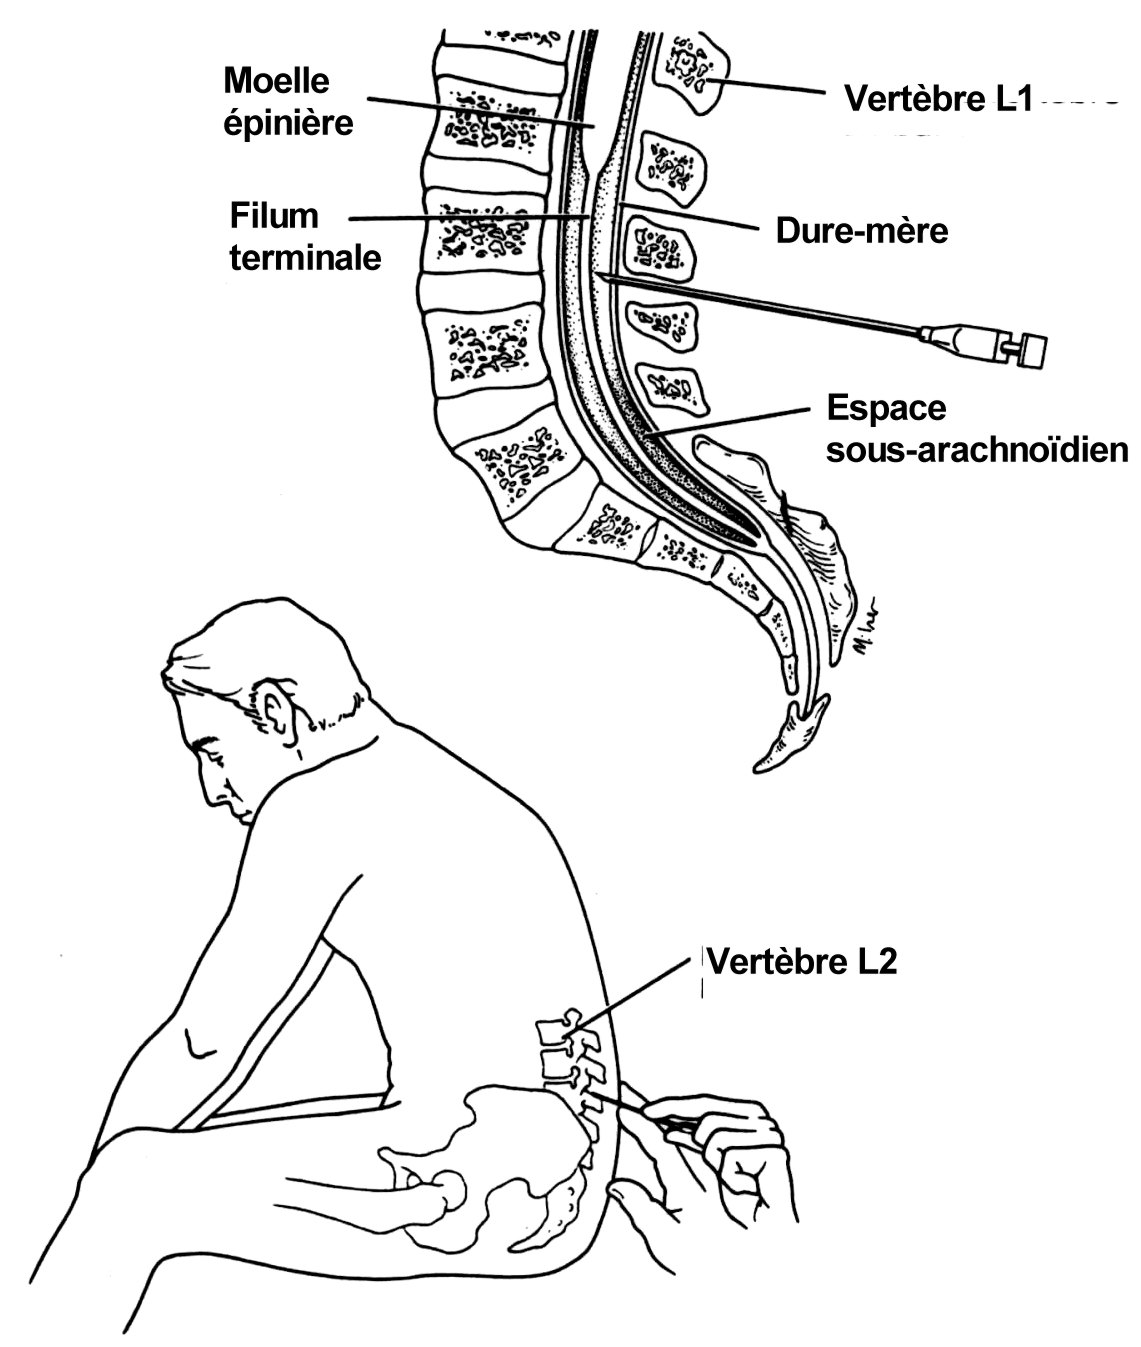 Moelle
épinière
Vertèbre L1
Filum
terminale
Dure-mère
Espace
sous-arachnoïdien
Vertèbre L2